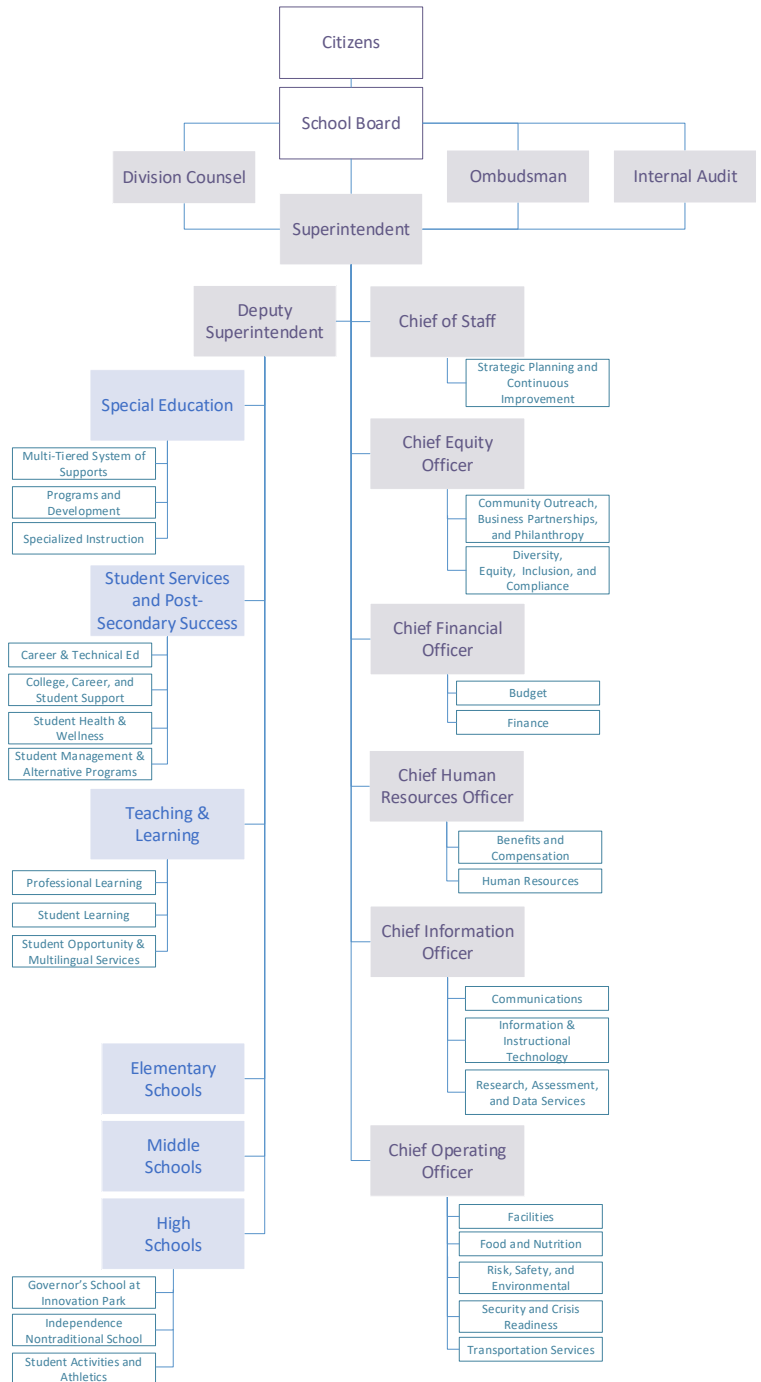 Citizens
School Board
Division Counsel
Ombudsman
Internal Audit
Superintendent
Deputy
Superintendent
Special Education
Multi-Tiered System of
Supports
Programs and
Development
Specialized Instruction
Student Services
and Post-
Secondary Success
Career & Technical Ed
College, Career, and
Student Support
Student Health &
Wellness
Student Management &
Alternative Programs
Teaching &
Learning
Professional Learning
Student Learning
Student Opportunity &
Multilingual Services
Elementary
Schools
Middle
Schools
High
Schools
Governor's School at
Innovation Park
Independence
Nontraditional School
Student Activities and
Athletics
Chief of Staff
Strategic Planning and
Continuous
Improvement
Chief Equity
Officer
Community Outreach,
Business Partnerships,
and Philanthropy
Diversity,
Equity, Inclusion, and
Compliance
Chief Financial
Officer
Budget
Finance
Chief Human
Resources Officer
Benefits and
Compensation
Human Resources
Chief Information
Officer
Communications
Information &
Instructional
Technology
Research, Assessment,
and Data Services
Chief Operating
Officer
Facilities
Food and Nutrition
Risk, Safety, and
Environmental
Security and Crisis
Readiness
Transportation Services